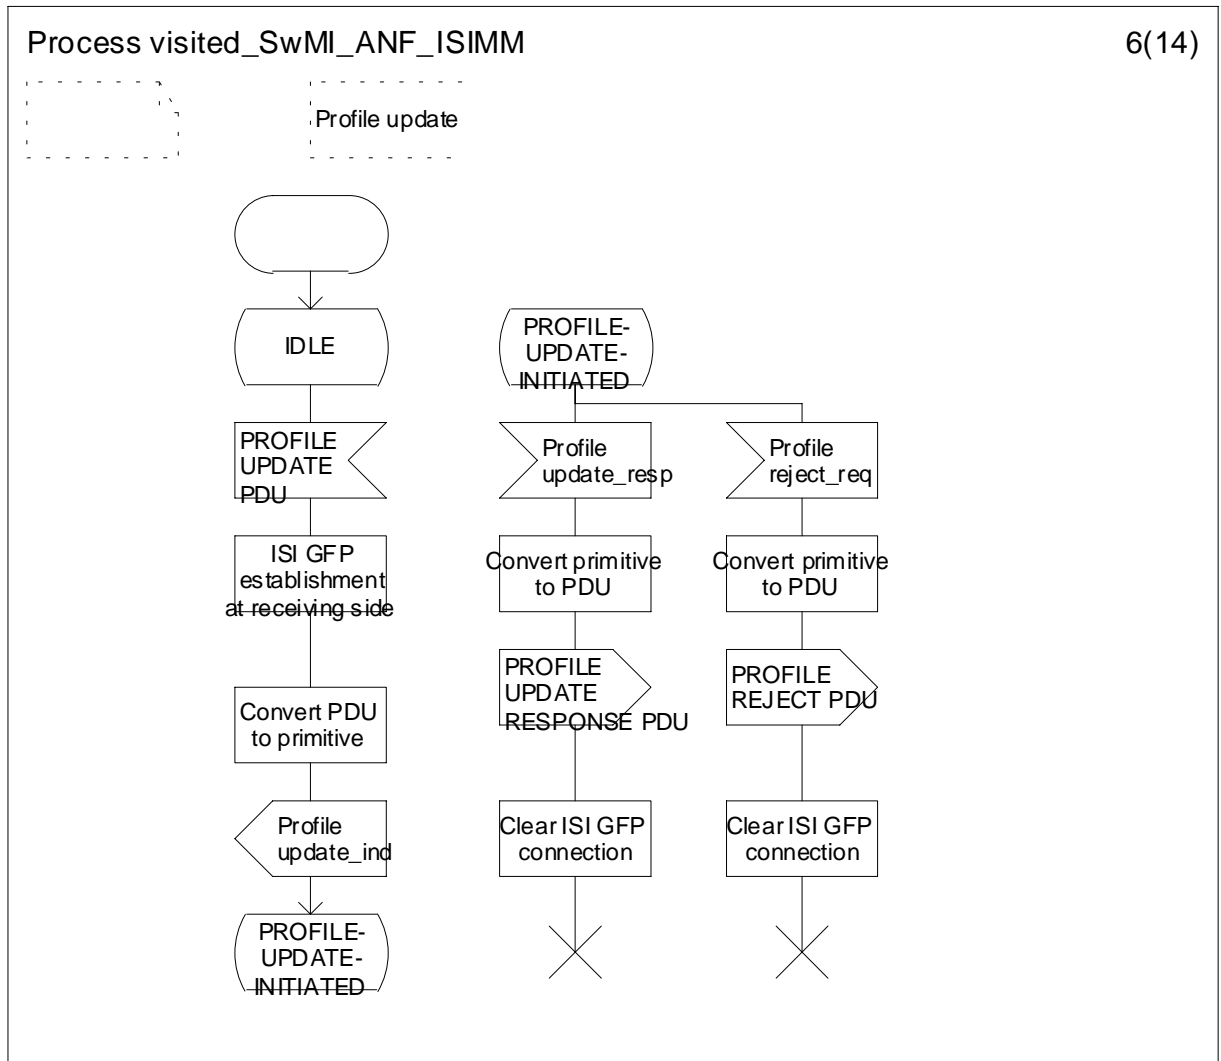 Process visited_SwMI_ANF_ISIMM
6(14)
Profile update
IDLE
PROFILE
UPDATE
PDU
ISI GFP
establishment
at receiving side
Convert PDU
to primitive
Profile
update_ind
PROFILE-
UPDATE-
INITIATED
PROFILE-
UPDATE-
INITIATED
Profile
update_resp
Convert primitive
to PDU
PROFILE
UPDATE
RESPONSE PDU
Clear ISI GFP
connection
Profile
reject_req
Convert primitive
to PDU
PROFILE
REJECT PDU
Clear ISI GFP
connection